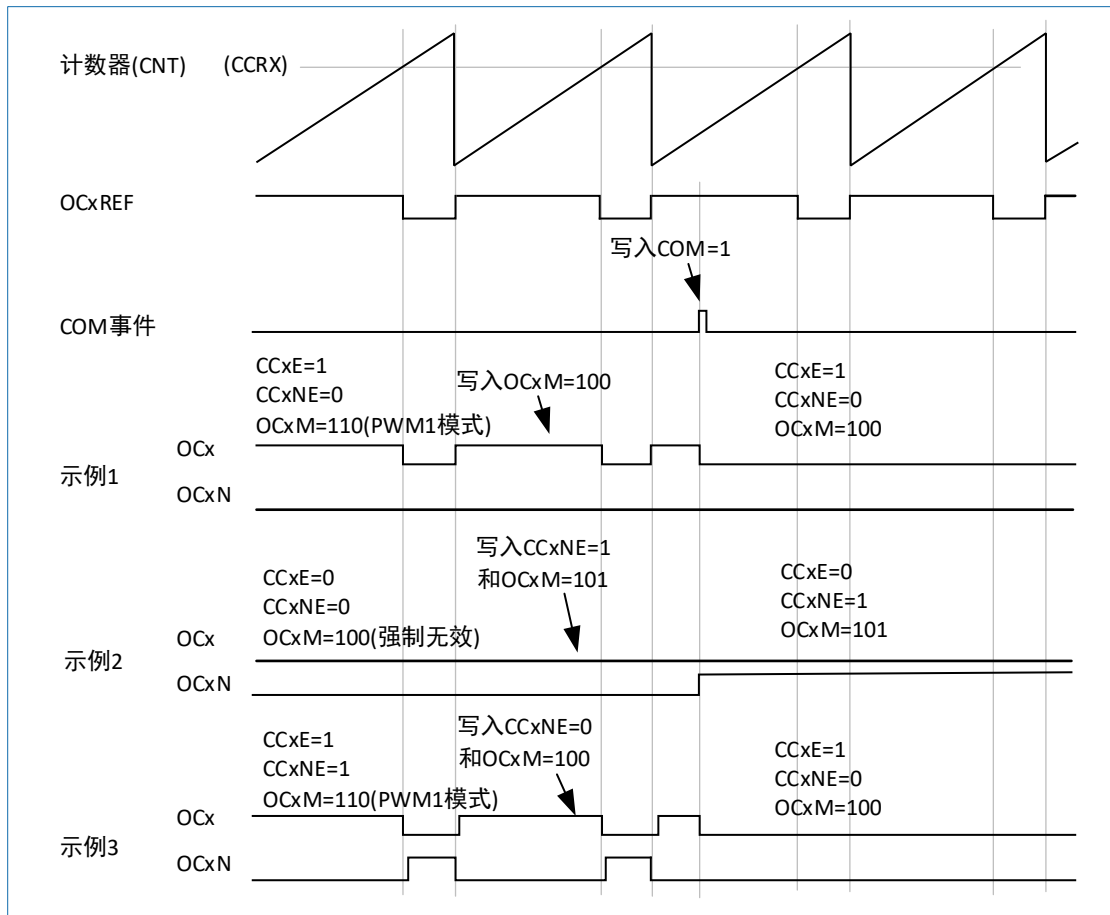 计数器(CNT) (CCRX)
OCxREF
写入COM=1
COM事件
CCxE=1
CCxNE=0
OCxM=110(PWM1模式)
写入OCxM=100
CCxE=1
CCxNE=0
OCxM=100
示例1
OCx
OCxN
写入CCxNE=1
和OCxM=101
CCxE=0
CCxNE=0
OCxM=100(强制无效)
CCxE=0
CCxNE=1
OCxM=101
示例2
OCx
OCxN
写入CCxNE=0
和OCxM=100
CCxE=1
CCxNE=1
OCxM=110(PWM1模式)
CCxE=1
CCxNE=0
OCxM=100
示例3
OCx
OCxN